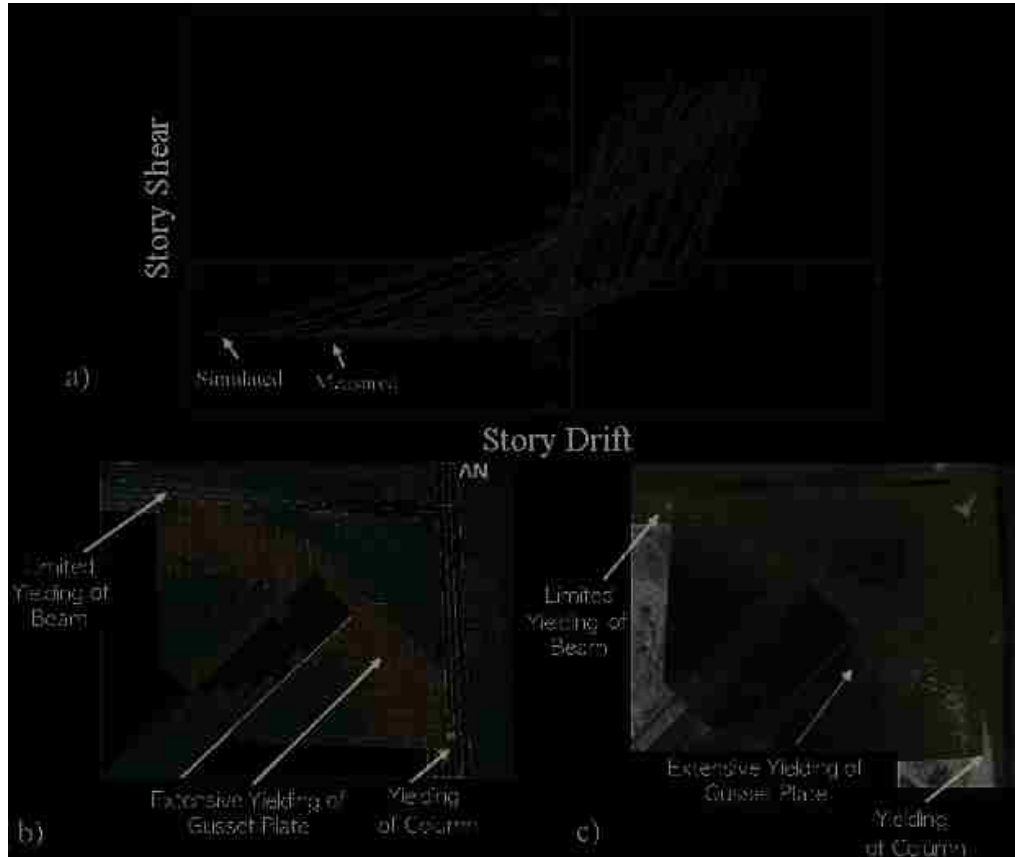 Story Shear
Simulated
Measured
a)
Story Drift
AN
Limited
Yielding of
Beam
Extensive Yielding of
Gusset Plate
Yielding
of Column
b)
Limited
Yielding of
Beam
Extensive Yielding of
Gusset Plate
Yielding
of Column
c)